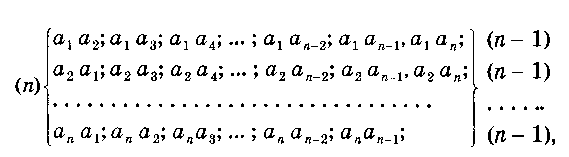 a₁ a₂; a₁ a₃; a₁ a₄; ... ; a₁ aₙ₋₂; a₁ aₙ₋₁, a₁ aₙ; (n – 1)
(n) a₂ a₁; a₂ a₃; a₂ a₄; ... ; a₂ aₙ₋₂; a₂ aₙ₋₁, a₂ aₙ; (n – 1)
. . . . . . . . . . . . . . . . . . . . . . . . . . . . . . . . . . . . . .
aₙ a₁; aₙ a₂; aₙa₃; ... ; aₙ aₙ₋₂; aₙaₙ₋₁; (n – 1),